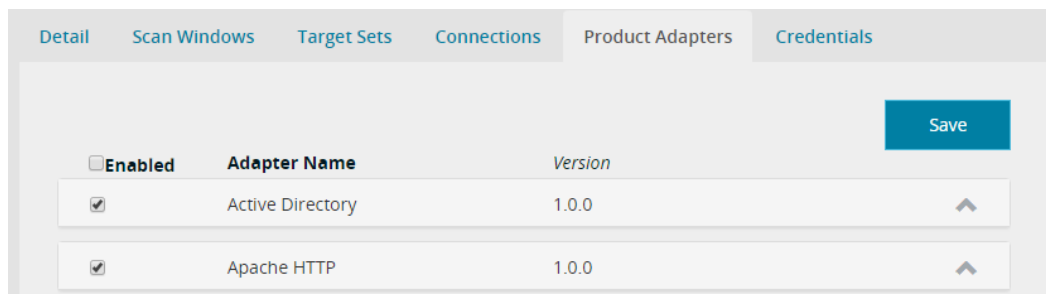 Detail Scan Windows Target Sets Connections Product Adapters Credentials
Save
Enabled Adapter Name Version
Active Directory 1.0.0
Apache HTTP 1.0.0